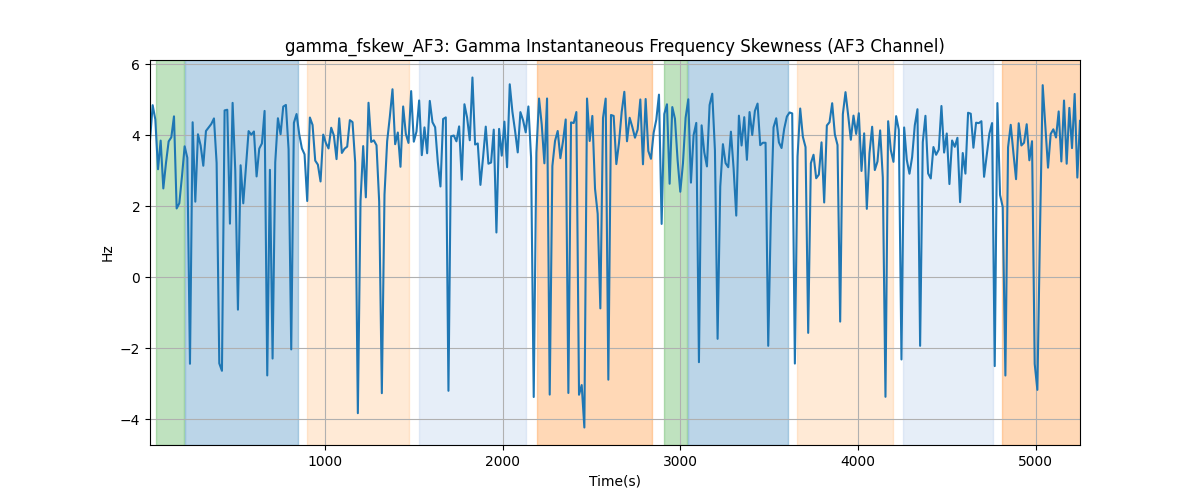 gamma_fskew_AF3: Gamma Instantaneous Frequency Skewness (AF3 Channel)
6
4
2
0
−2
−4
Hz
1000 2000 3000 4000 5000
Time(s)